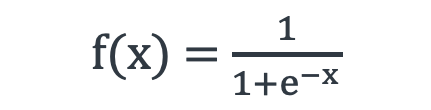 f(x) = 1/(1+e⁻ˣ)